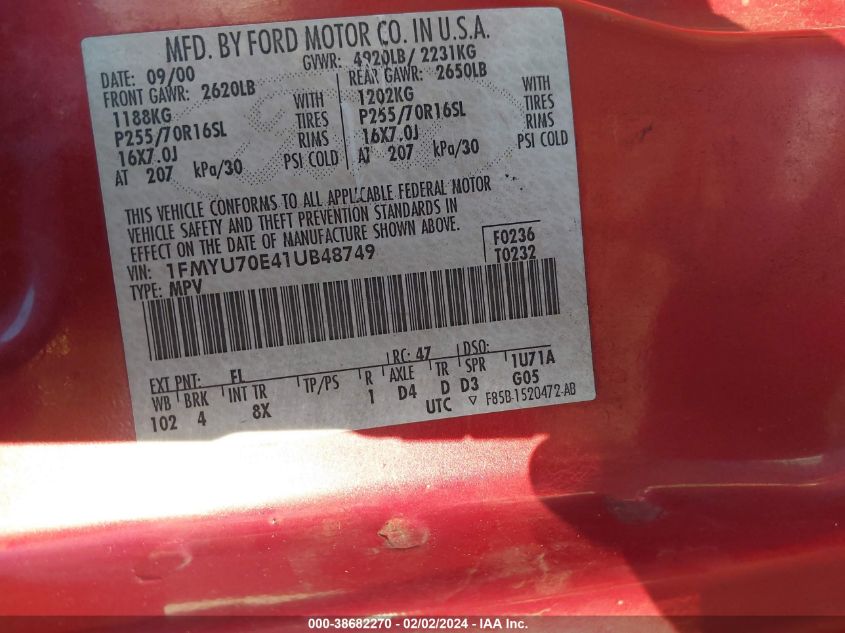 MFD. BY FORD MOTOR CO. IN U.S.A.
DATE: 09/00 GVWR: 4920LB/ 2231KG
FRONT GAWR: 2620LB REAR GAWR: 2650LB
1188KG WITH 1202KG WITH
P255/70R16SL TIRES P255/70R16SL TIRES
16X7.0J RIMS 16X7.0J RIMS
AT 207 kPa/30 PSI COLD AT 207 kPa/30 PSI COLD
THIS VEHICLE CONFORMS TO ALL APPLICABLE FEDERAL MOTOR
VEHICLE SAFETY AND THEFT PREVENTION STANDARDS IN
EFFECT ON THE DATE OF MANUFACTURE SHOWN ABOVE.
VIN: 1FMYU70E41UB48749 F0236
TYPE: MPV T0232
EXT PNT: FL RC: 47 DSO:
WB BRK INT TR TP/PS R AXLE TR SPR 1U71A
102 4 8X 1 D4 D D3 G05
UTC ▽ F85B-1520472-AB
000-38682270 - 02/02/2024 - IAA Inc.